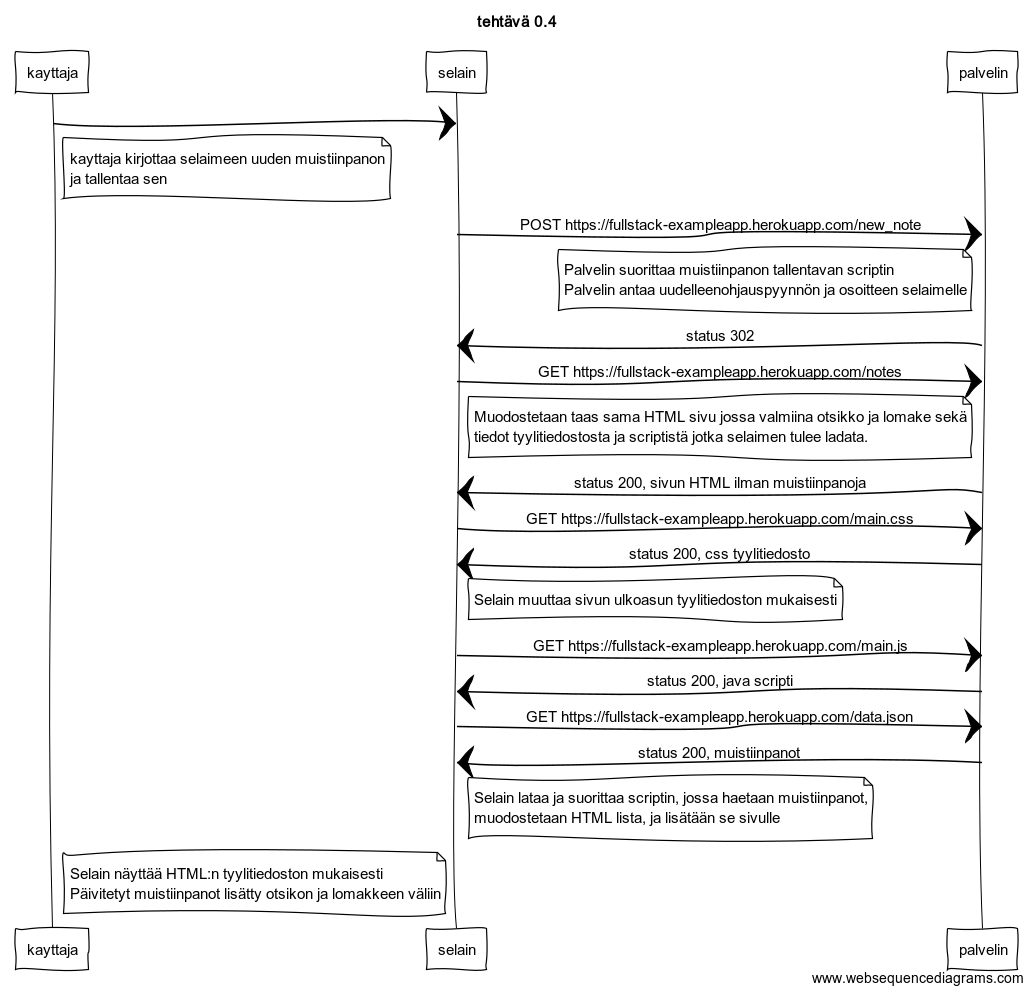 tehtävä 0.4
kayttaja
selain
palvelin
kayttaja kirjottaa selaimeen uuden muistiinpanon
ja tallentaa sen
POST https://fullstack-exampleapp.herokuapp.com/new_note
Palvelin suorittaa muistiinpanon tallentavan scriptin
Palvelin antaa uudelleenohjauspyynnön ja osoitteen selaimelle
status 302
GET https://fullstack-exampleapp.herokuapp.com/notes
Muodostetaan taas sama HTML sivu jossa valmiina otsikko ja lomake sekä
tiedot tyylitiedostosta ja scriptistä jotka selaimen tulee ladata.
status 200, sivun HTML ilman muistiinpanoja
GET https://fullstack-exampleapp.herokuapp.com/main.css
status 200, css tyylitiedosto
Selain muuttaa sivun ulkoasun tyylitiedoston mukaisesti
GET https://fullstack-exampleapp.herokuapp.com/main.js
status 200, java scripti
GET https://fullstack-exampleapp.herokuapp.com/data.json
status 200, muistiinpanot
Selain lataa ja suorittaa scriptin, jossa haetaan muistiinpanot,
muodostetaan HTML lista, ja lisätään se sivulle
Selain näyttää HTML:n tyylitiedoston mukaisesti
Päivitetyt muistiinpanot lisätty otsikon ja lomakkeen väliin
kayttaja
selain
palvelin
www.websequencediagrams.com